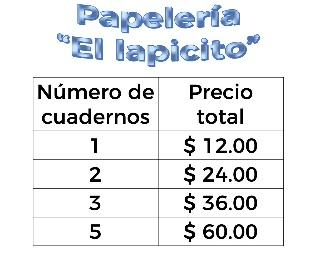 Papelería
“El lapicito”
Número de cuadernos Precio total
1 $ 12.00
2 $ 24.00
3 $ 36.00
5 $ 60.00